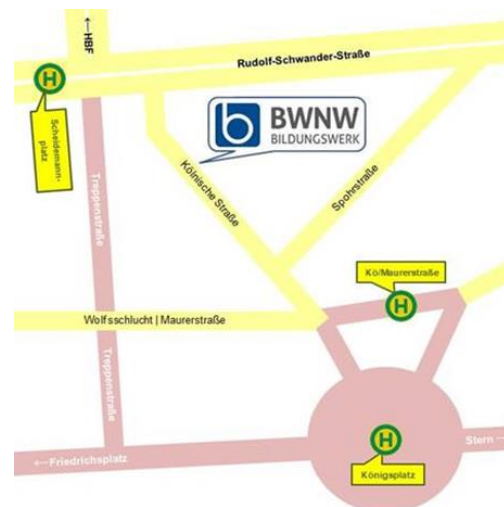 ←HBF
Rudolf-Schwander-Straße
H
Scheidemann-
platz
b BWNW
BILDUNGSWERK
Treppenstraße
Kölnische Straße
Spohrstraße
Kö/Maurerstraße
H
Wolfsschlucht | Maurerstraße
Treppenstraße
H
Stern→
←Friedrichsplatz
Königsplatz